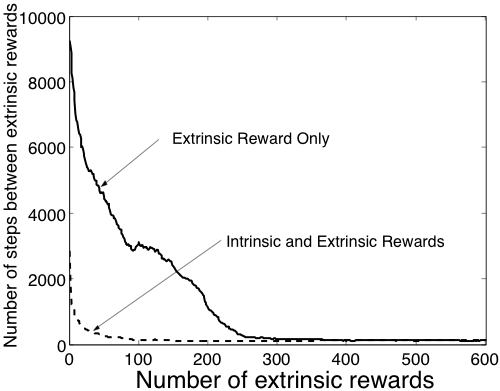 Number of steps between extrinsic rewards
10000
8000
6000
4000
2000
0
Extrinsic Reward Only
Intrinsic and Extrinsic Rewards
0 100 200 300 400 500 600
Number of extrinsic rewards